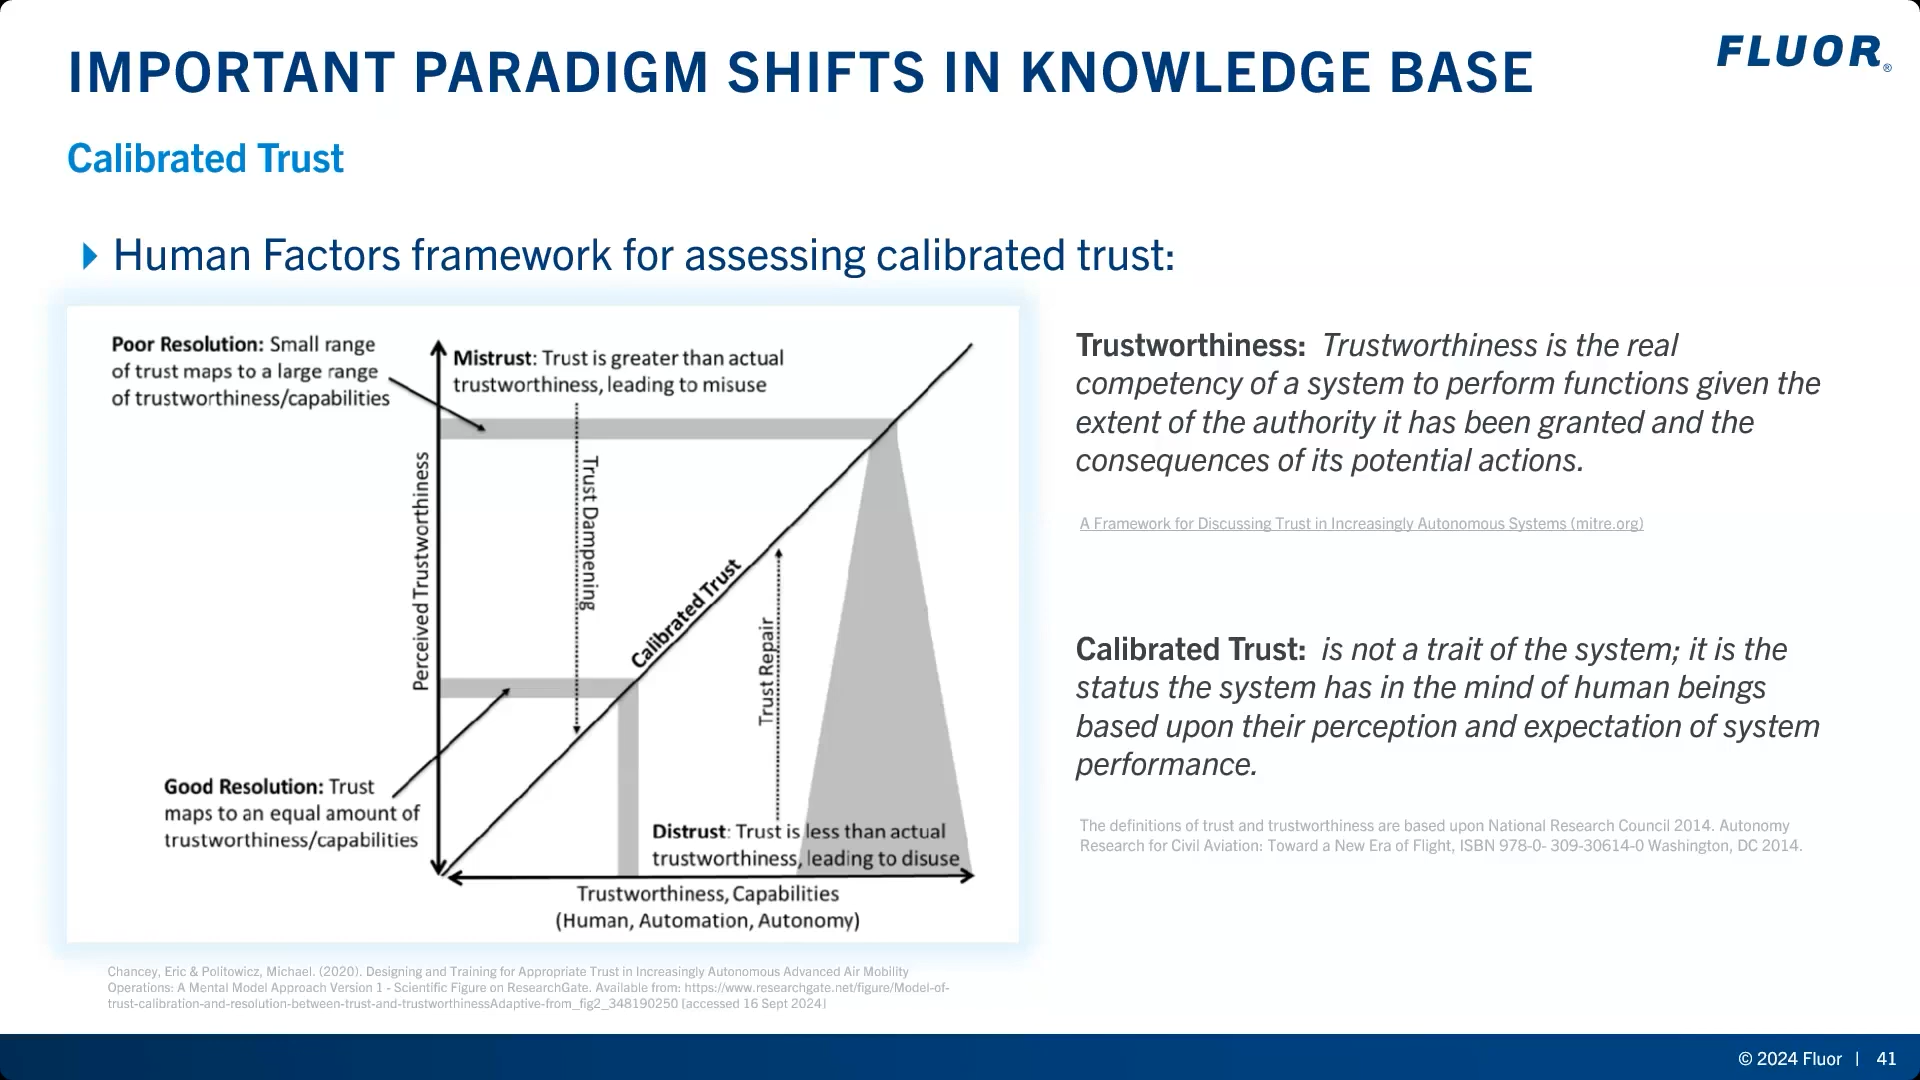 IMPORTANT PARADIGM SHIFTS IN KNOWLEDGE BASE
FLUOR®
Calibrated Trust
Human Factors framework for assessing calibrated trust:
Poor Resolution: Small range
of trust maps to a large range
of trustworthiness/capabilities
Mistrust: Trust is greater than actual
trustworthiness, leading to misuse
Perceived Trustworthiness
Trust Dampening
Calibrated Trust
Trust Repair
Good Resolution: Trust
maps to an equal amount of
trustworthiness/capabilities
Distrust: Trust is less than actual
trustworthiness, leading to disuse
Trustworthiness, Capabilities
(Human, Automation, Autonomy)
Chancey, Eric & Politowicz, Michael. (2020). Designing and Training for Appropriate Trust in Increasingly Autonomous Advanced Air Mobility
Operations: A Mental Model Approach Version 1 - Scientific Figure on ResearchGate. Available from: https://www.researchgate.net/figure/Model-of-
trust-calibration-and-resolution-between-trust-and-trustworthinessAdaptive-from_fig2_348190250 [accessed 16 Sept 2024]
Trustworthiness: Trustworthiness is the real
competency of a system to perform functions given the
extent of the authority it has been granted and the
consequences of its potential actions.
A Framework for Discussing Trust in Increasingly Autonomous Systems (mitre.org)
Calibrated Trust: is not a trait of the system; it is the
status the system has in the mind of human beings
based upon their perception and expectation of system
performance.
The definitions of trust and trustworthiness are based upon National Research Council 2014. Autonomy
Research for Civil Aviation: Toward a New Era of Flight, ISBN 978-0- 309-30614-0 Washington, DC 2014.
© 2024 Fluor | 41